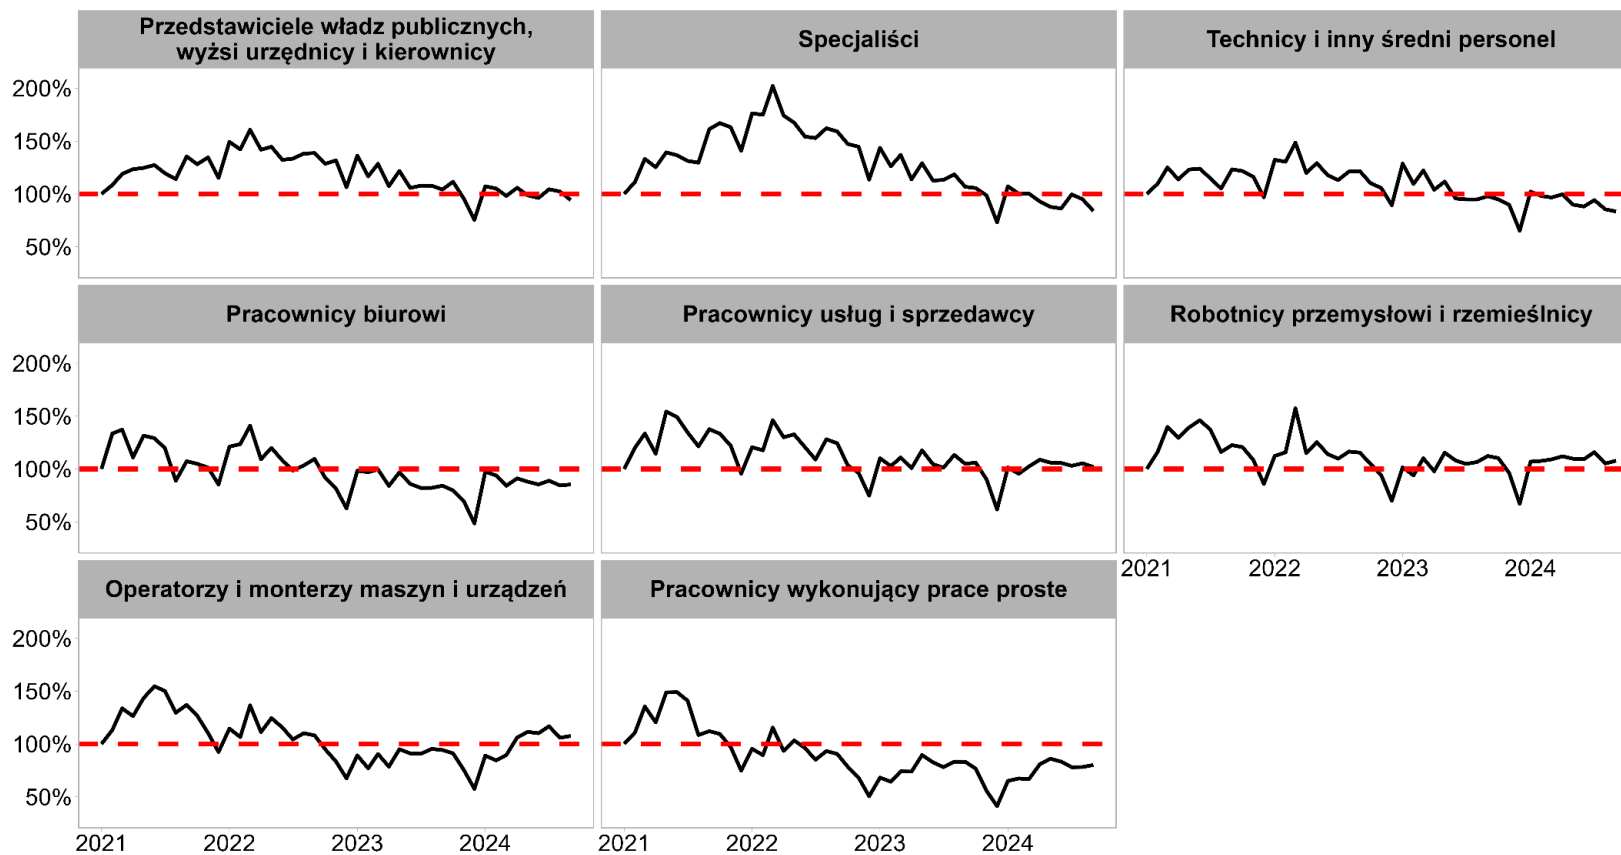 Przedstawiciele władz publicznych,
wyżsi urzędnicy i kierownicy
Specjaliści
Technicy i inny średni personel
200%
150%
100%
50%
Pracownicy biurowi
Pracownicy usług i sprzedawcy
Robotnicy przemysłowi i rzemieślnicy
200%
150%
100%
50%
2021 2022 2023 2024
Operatorzy i monterzy maszyn i urządzeń
Pracownicy wykonujący prace proste
200%
150%
100%
50%
2021 2022 2023 2024
2021 2022 2023 2024